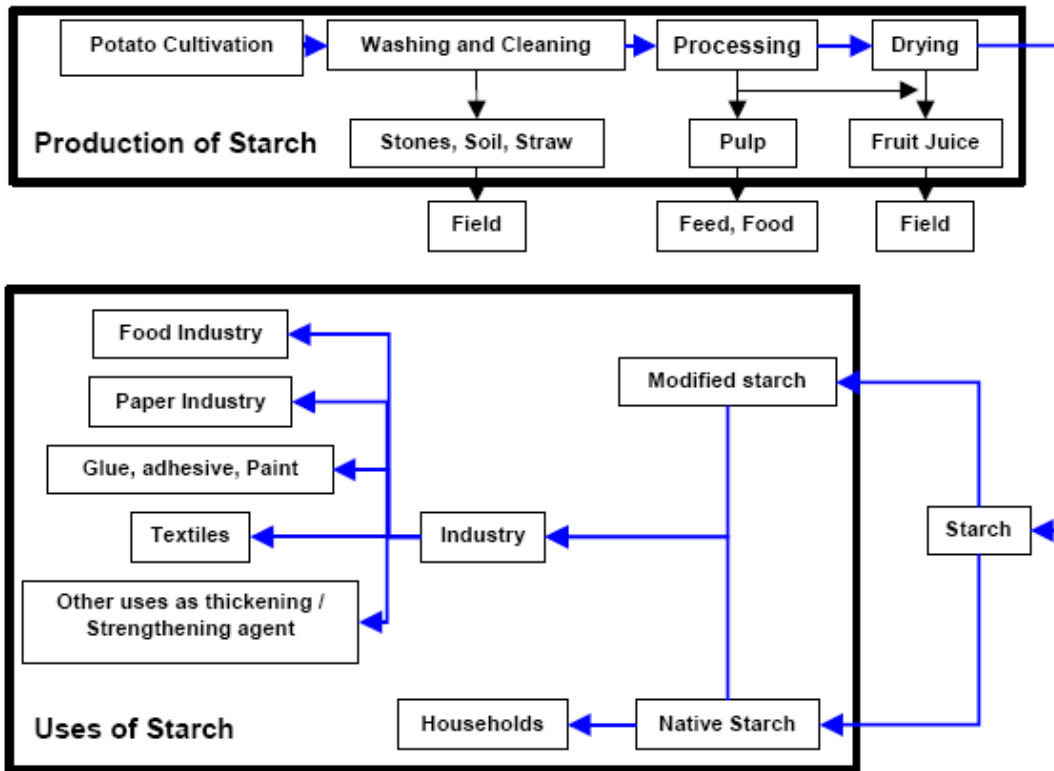 Potato Cultivation
Washing and Cleaning
Processing
Drying
Production of Starch
Stones, Soil, Straw
Pulp
Fruit Juice
Field
Feed, Food
Field
Food Industry
Modified starch
Paper Industry
Glue, adhesive, Paint
Textiles
Industry
Starch
Other uses as thickening /
Strengthening agent
Uses of Starch
Households
Native Starch